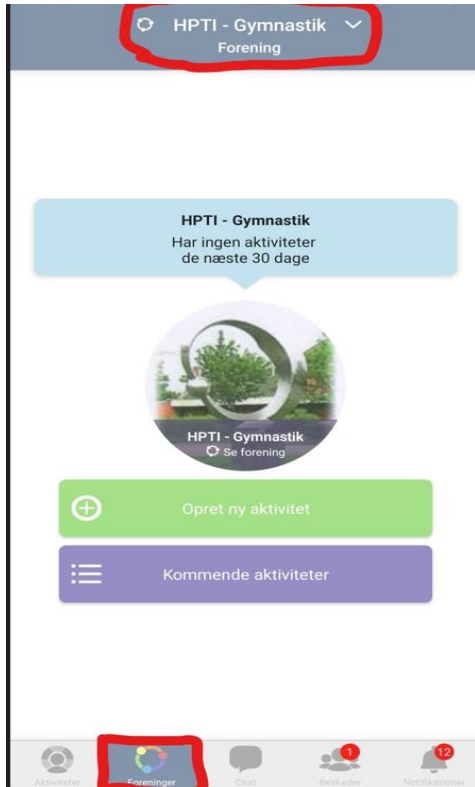 HPTI - Gymnastik
Forening
HPTI - Gymnastik
Har ingen aktiviteter
de næste 30 dage
HPTI - Gymnastik
Se forening
Opret ny aktivitet
Kommende aktiviteter
1
12
Aktiviteter
Foreninger
Chat
Beskeder
Notifikationer